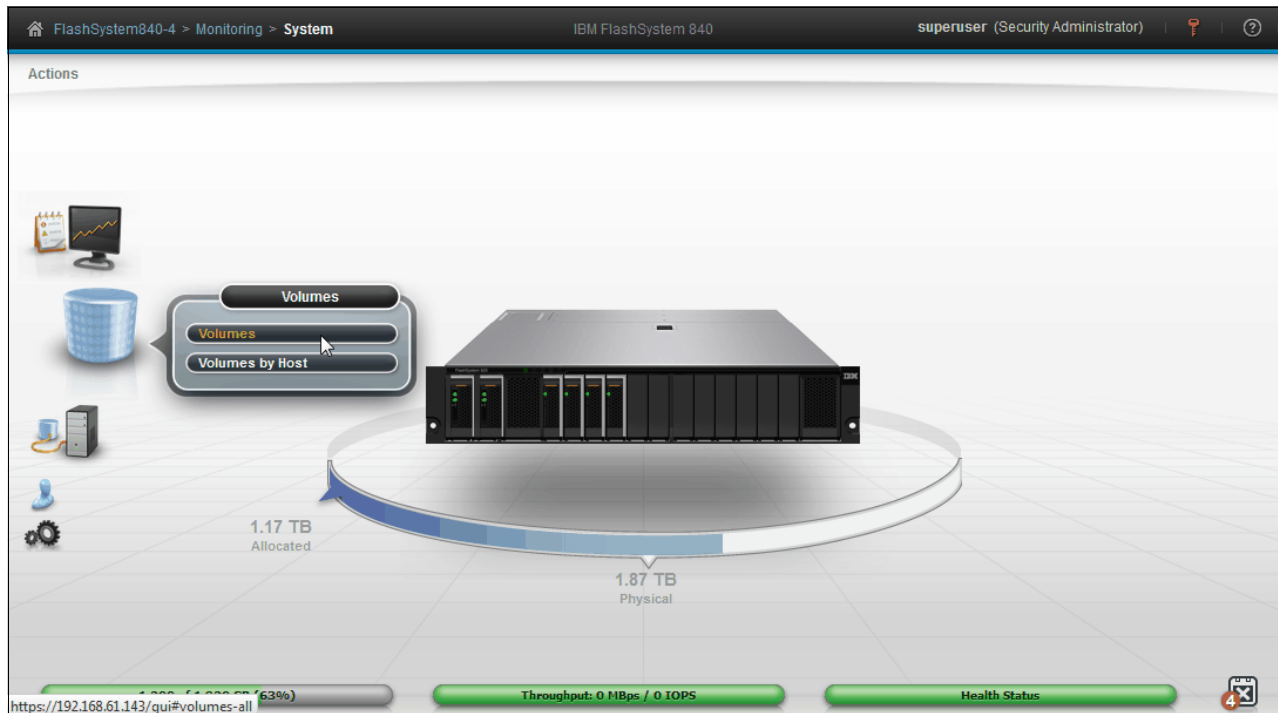 FlashSystem840-4 > Monitoring > System
IBM FlashSystem 840
superuser (Security Administrator)
Actions
Volumes
Volumes
Volumes by Host
IBM
1.17 TB
Allocated
1.87 TB
Physical
(63%)
Throughput: 0 MBps / 0 IOPS
Health Status
4
https://192.168.61.143/gui#volumes-all